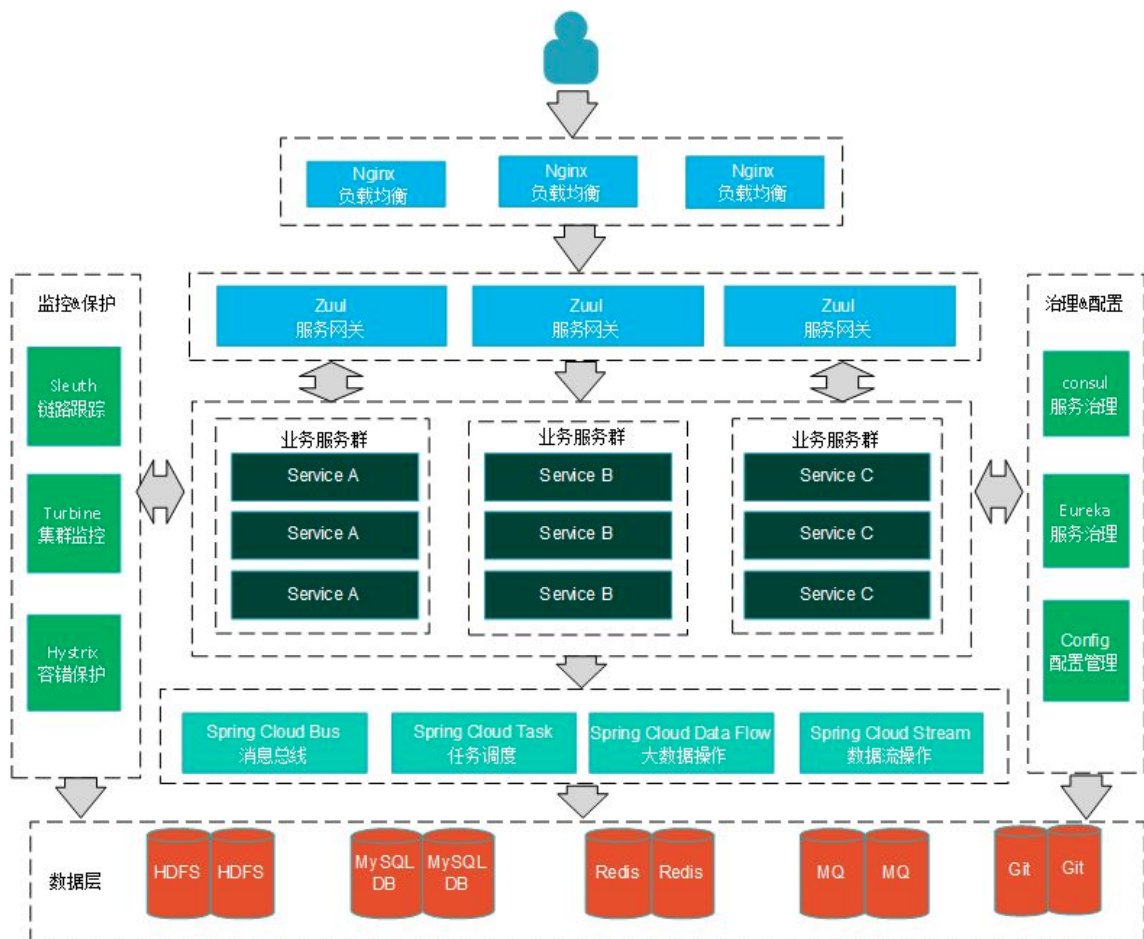 Nginx
负载均衡
Nginx
负载均衡
Nginx
负载均衡
监控&保护
Sleuth
链路跟踪
Turbine
集群监控
Hystrix
容错保护
Zuul
服务网关
Zuul
服务网关
Zuul
服务网关
业务服务群
Service A
Service A
Service A
业务服务群
Service B
Service B
Service B
业务服务群
Service C
Service C
Service C
治理&配置
consul
服务治理
Eureka
服务治理
Config
配置管理
Spring Cloud Bus
消息总线
Spring Cloud Task
任务调度
Spring Cloud Data Flow
大数据操作
Spring Cloud Stream
数据流操作
数据层
HDFS
HDFS
MySQL
DB
MySQL
DB
Redis
Redis
MQ
MQ
Git
Git